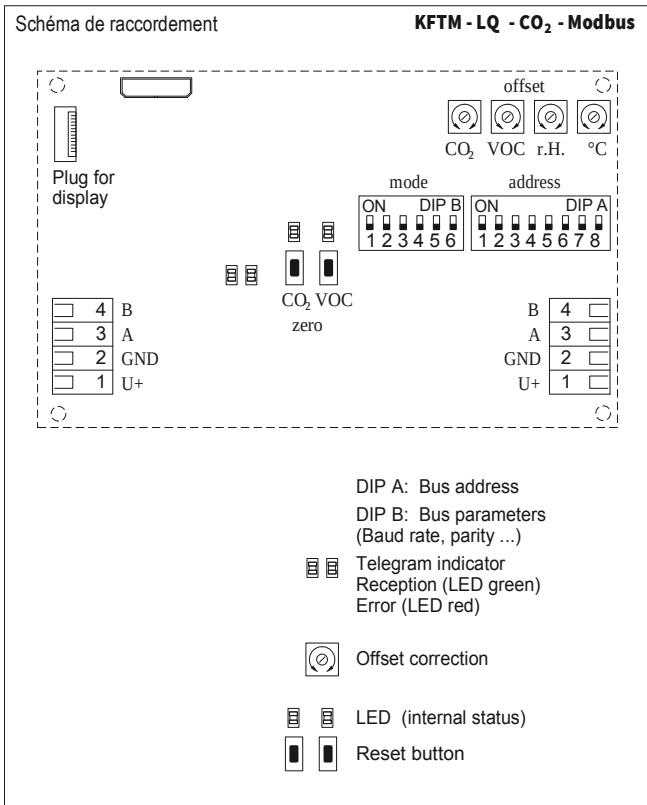 Schéma de raccordement
KFTM - LQ - CO₂ - Modbus
offset
CO₂ VOC r.H. °C
Plug for
display
mode
address
ON DIP B
1 2 3 4 5 6
ON DIP A
1 2 3 4 5 6 7 8
CO₂ VOC
zero
4 B
3 A
2 GND
1 U+
B 4
A 3
GND 2
U+ 1
DIP A: Bus address
DIP B: Bus parameters
(Baud rate, parity ...)
Telegram indicator
Reception (LED green)
Error (LED red)
Offset correction
LED (internal status)
Reset button